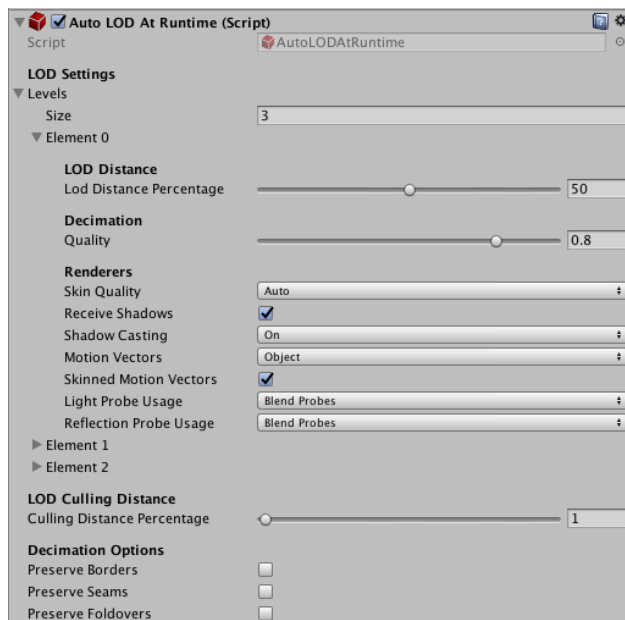 Auto LOD At Runtime (Script)
Script AutoLODAtRuntime
LOD Settings
Levels
Size 3
Element 0
LOD Distance
Lod Distance Percentage 50
Decimation
Quality 0.8
Renderers
Skin Quality Auto
Receive Shadows
Shadow Casting On
Motion Vectors Object
Skinned Motion Vectors
Light Probe Usage Blend Probes
Reflection Probe Usage Blend Probes
Element 1
Element 2
LOD Culling Distance
Culling Distance Percentage 1
Decimation Options
Preserve Borders
Preserve Seams
Preserve Foldovers